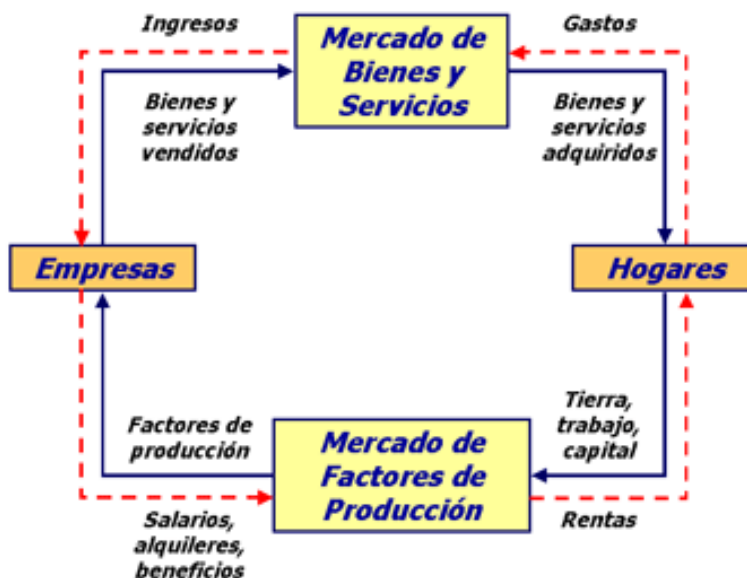 Ingresos
Mercado de
Bienes y
Servicios
Gastos
Bienes y
servicios
vendidos
Bienes y
servicios
adquiridos
Empresas
Hogares
Factores de
producción
Mercado de
Factores de
Producción
Tierra,
trabajo,
capital
Salarios,
alquileres,
beneficios
Rentas